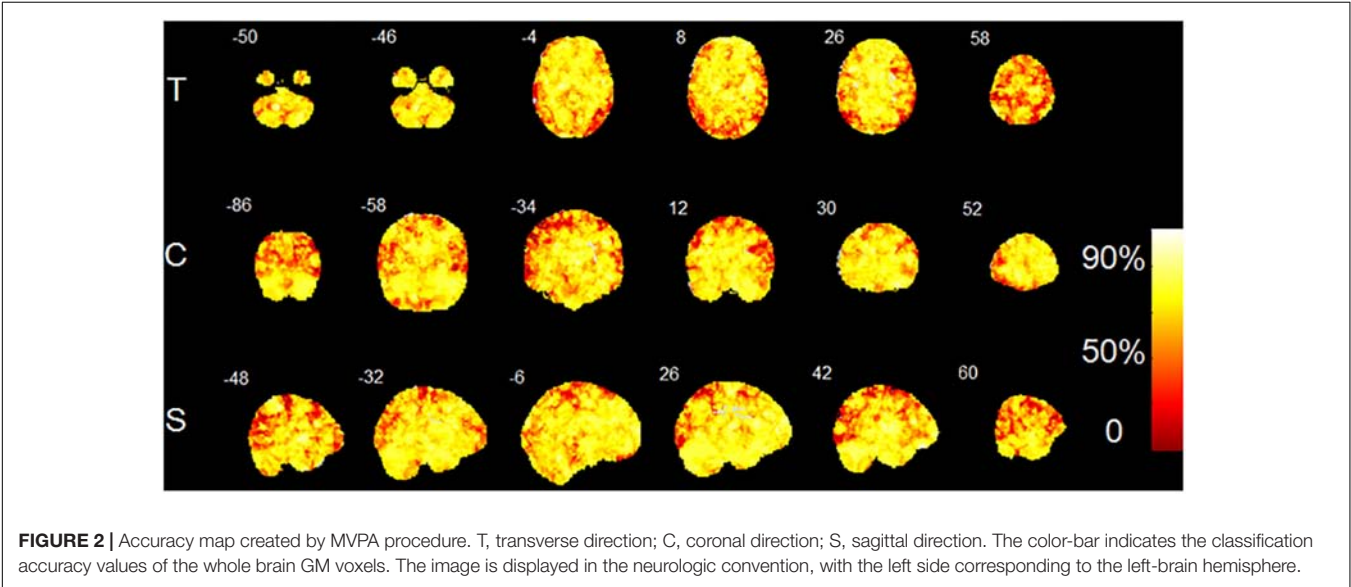 -50 -46 -4 8 26 58
T
-86 -58 -34 12 30 52
C
90%
50%
-48 -32 -6 26 42 60
S
0
FIGURE 2 | Accuracy map created by MVPA procedure. T, transverse direction; C, coronal direction; S, sagittal direction. The color-bar indicates the classification
accuracy values of the whole brain GM voxels. The image is displayed in the neurologic convention, with the left side corresponding to the left-brain hemisphere.